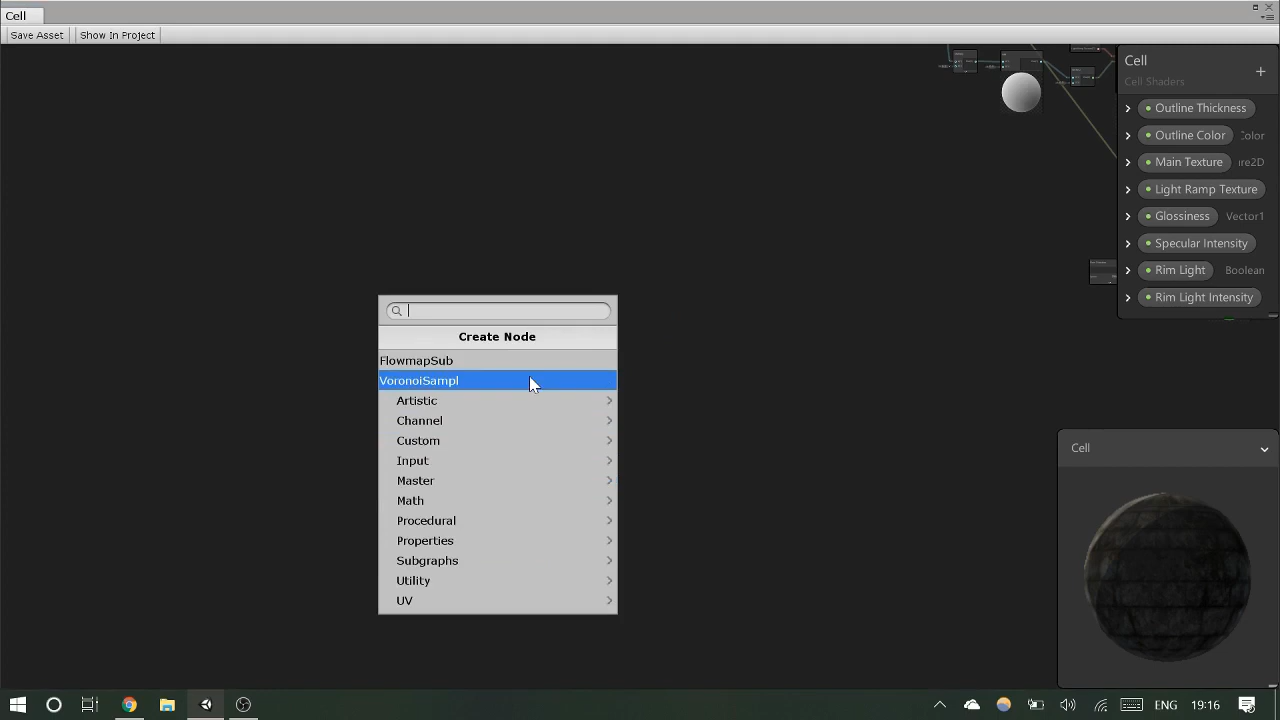 Cell
Save Asset
Show In Project
Cell
Cell Shaders
Outline Thickness
Outline Color
Main Texture
Light Ramp Texture
Glossiness Vector1
Specular Intensity
Rim Light Boolean
Rim Light Intensity
Create Node
FlowmapSub
VoronoiSampl
Artistic
Channel
Custom
Input
Master
Math
Procedural
Properties
Subgraphs
Utility
UV
Cell
ENG 19:16